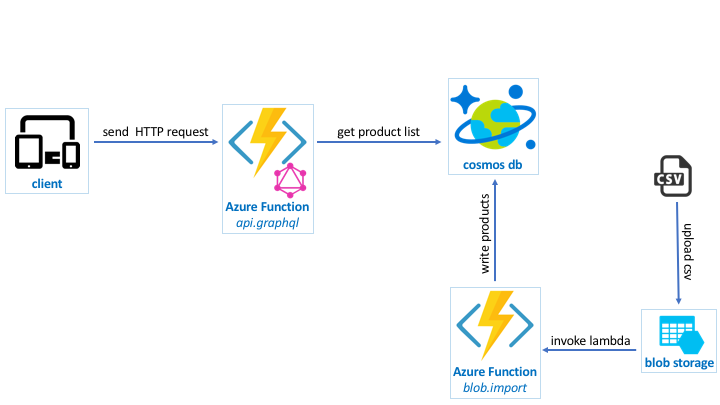 send HTTP request
get product list
client
Azure Function
api.graphql
cosmos db
CSV
write products
upload csv
invoke lambda
Azure Function
blob.import
blob storage